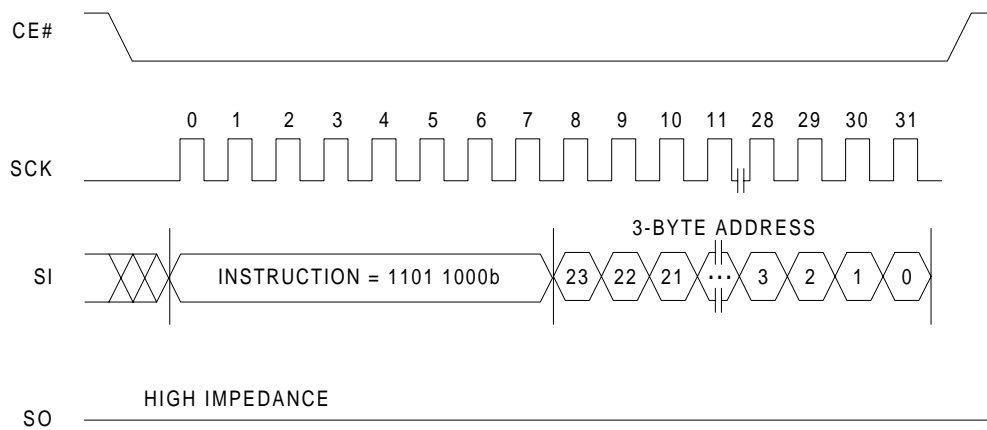 CE#
0 1 2 3 4 5 6 7 8 9 10 11 28 29 30 31
SCK
3-BYTE ADDRESS
SI INSTRUCTION = 1101 1000b 23 22 21 ... 3 2 1 0
HIGH IMPEDANCE
SO